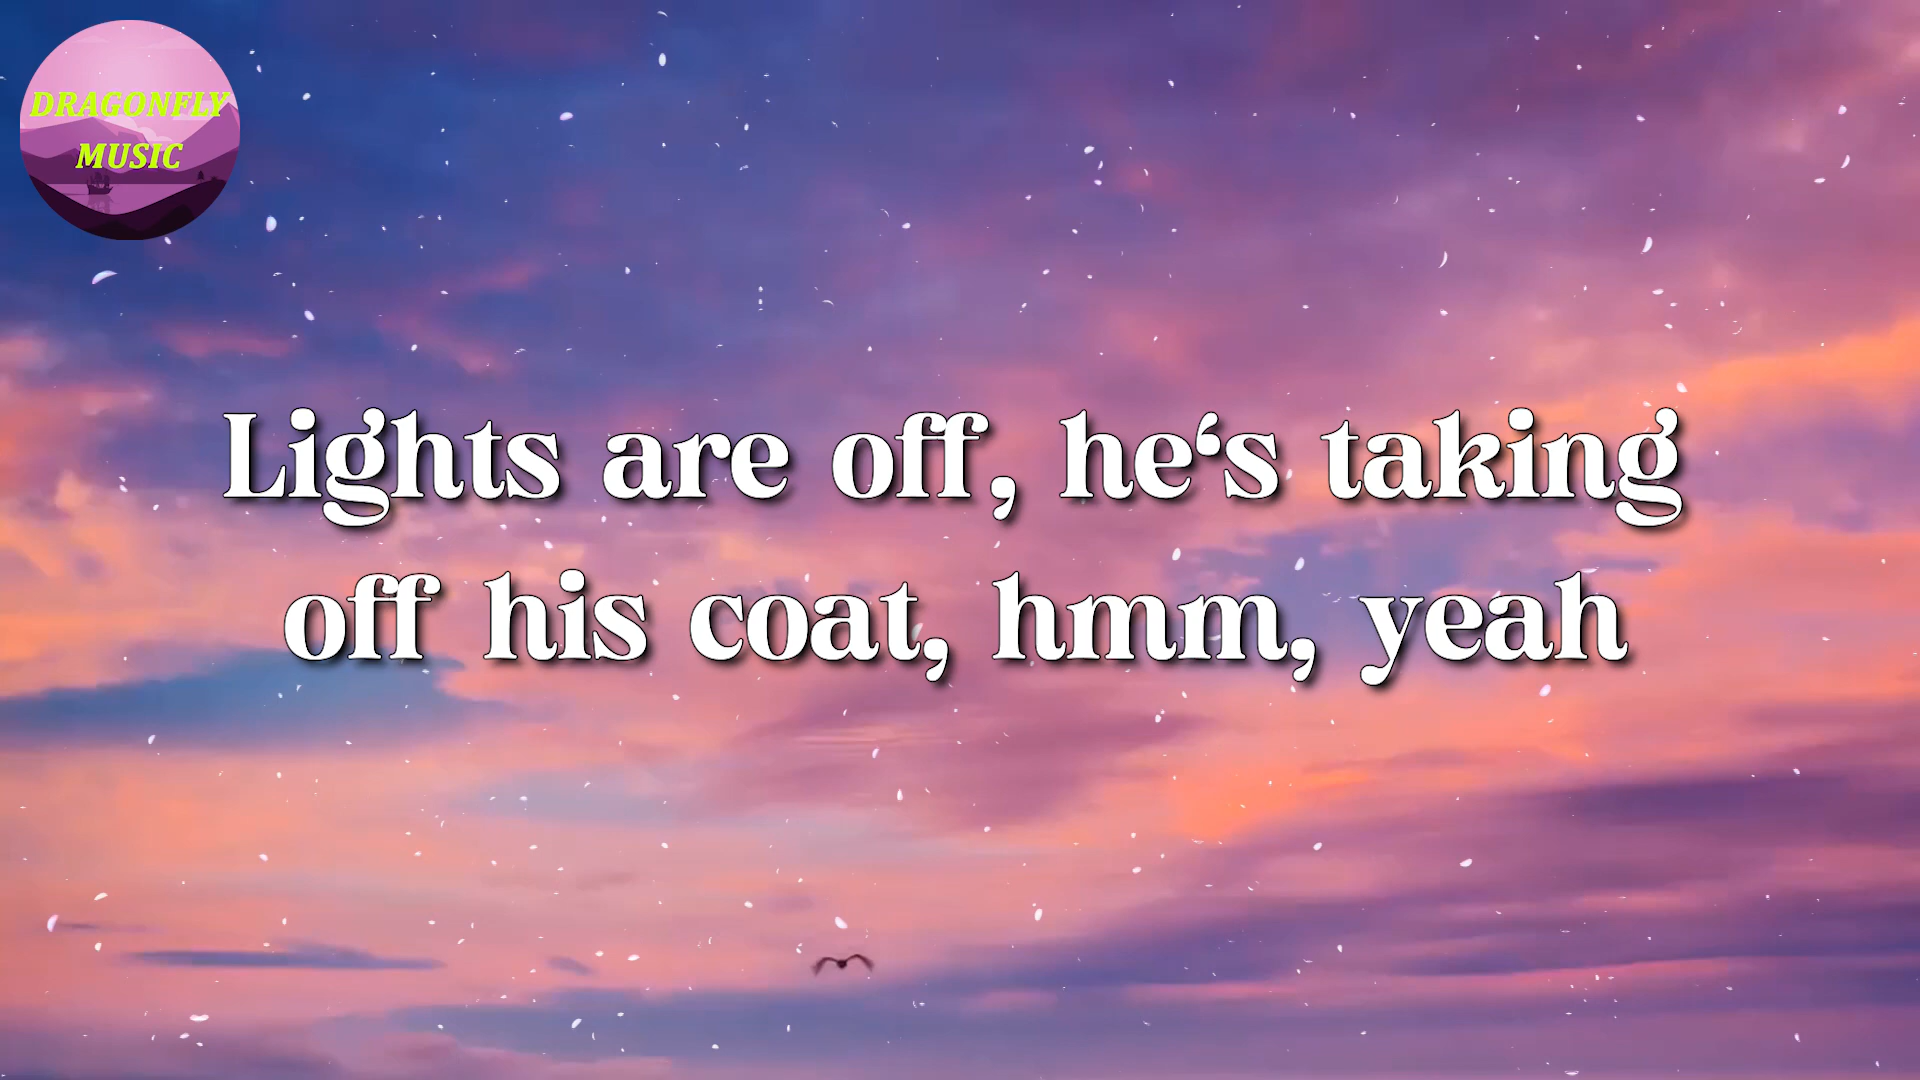 DRAGONFLY
MUSIC
Lights are off, he‘s taking
off his coat, hmm, yeah